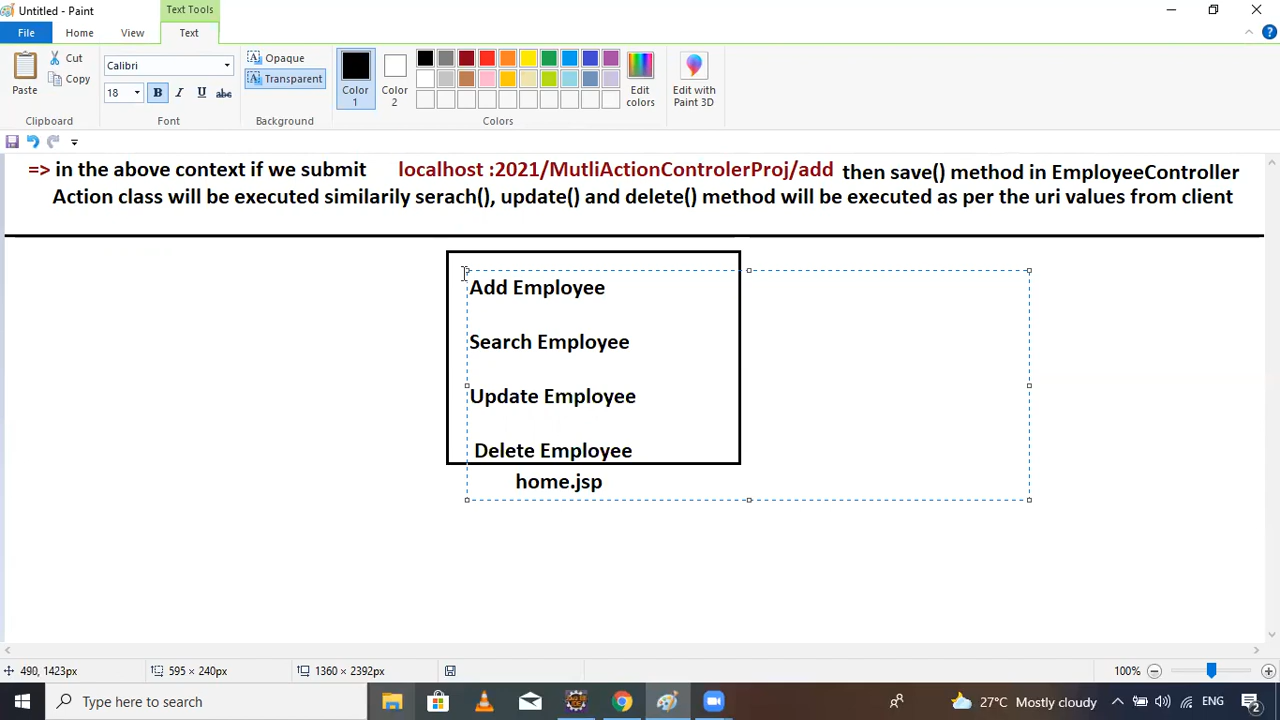 Untitled - Paint
Text Tools
File
Home
View
Text
Paste
Cut
Copy
Calibri
18
B
I
U
abc
Opaque
Transparent
Color 1
Color 2
Edit colors
Edit with Paint 3D
Clipboard
Font
Background
Colors
=> in the above context if we submit localhost :2021/MutliActionControlerProj/add then save() method in EmployeeController
Action class will be executed similarily serach(), update() and delete() method will be executed as per the uri values from client
Add Employee
Search Employee
Update Employee
Delete Employee
home.jsp
490, 1423px
595 × 240px
1360 × 2392px
100%
Type here to search
27°C Mostly cloudy
ENG
2